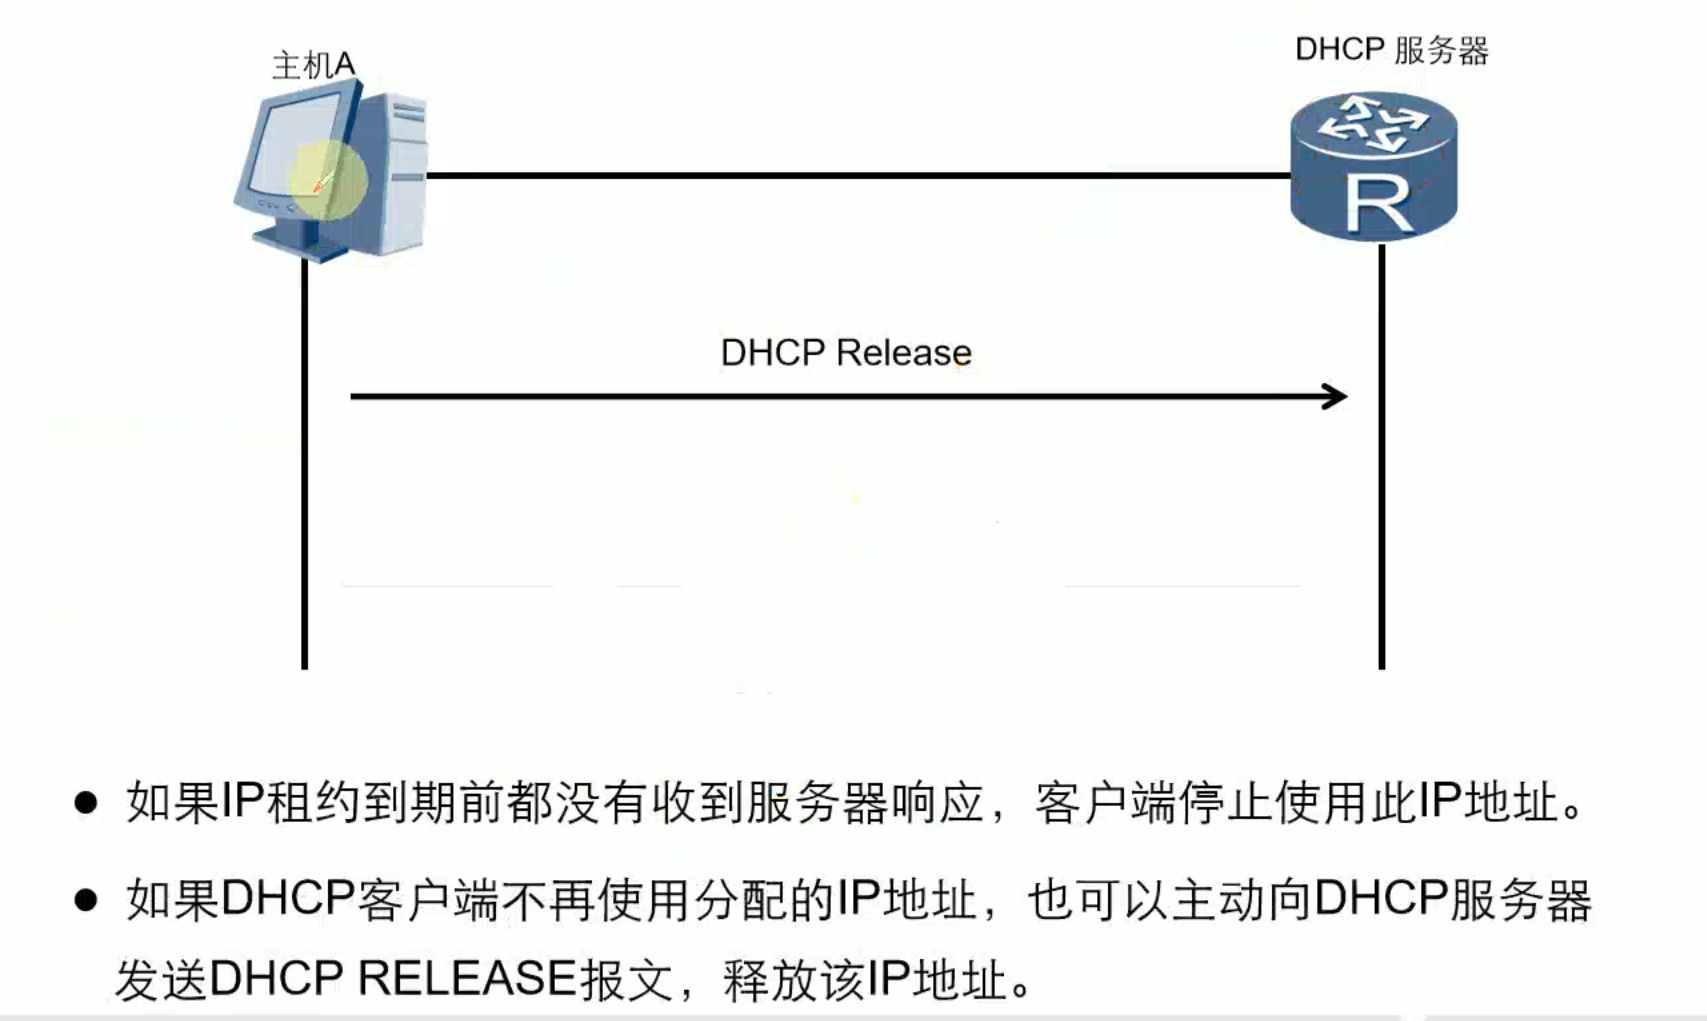 主机A
DHCP 服务器
R
DHCP Release
● 如果IP租约到期前都没有收到服务器响应，客户端停止使用此IP地址。
● 如果DHCP客户端不再使用分配的IP地址，也可以主动向DHCP服务器
发送DHCP RELEASE报文，释放该IP地址。